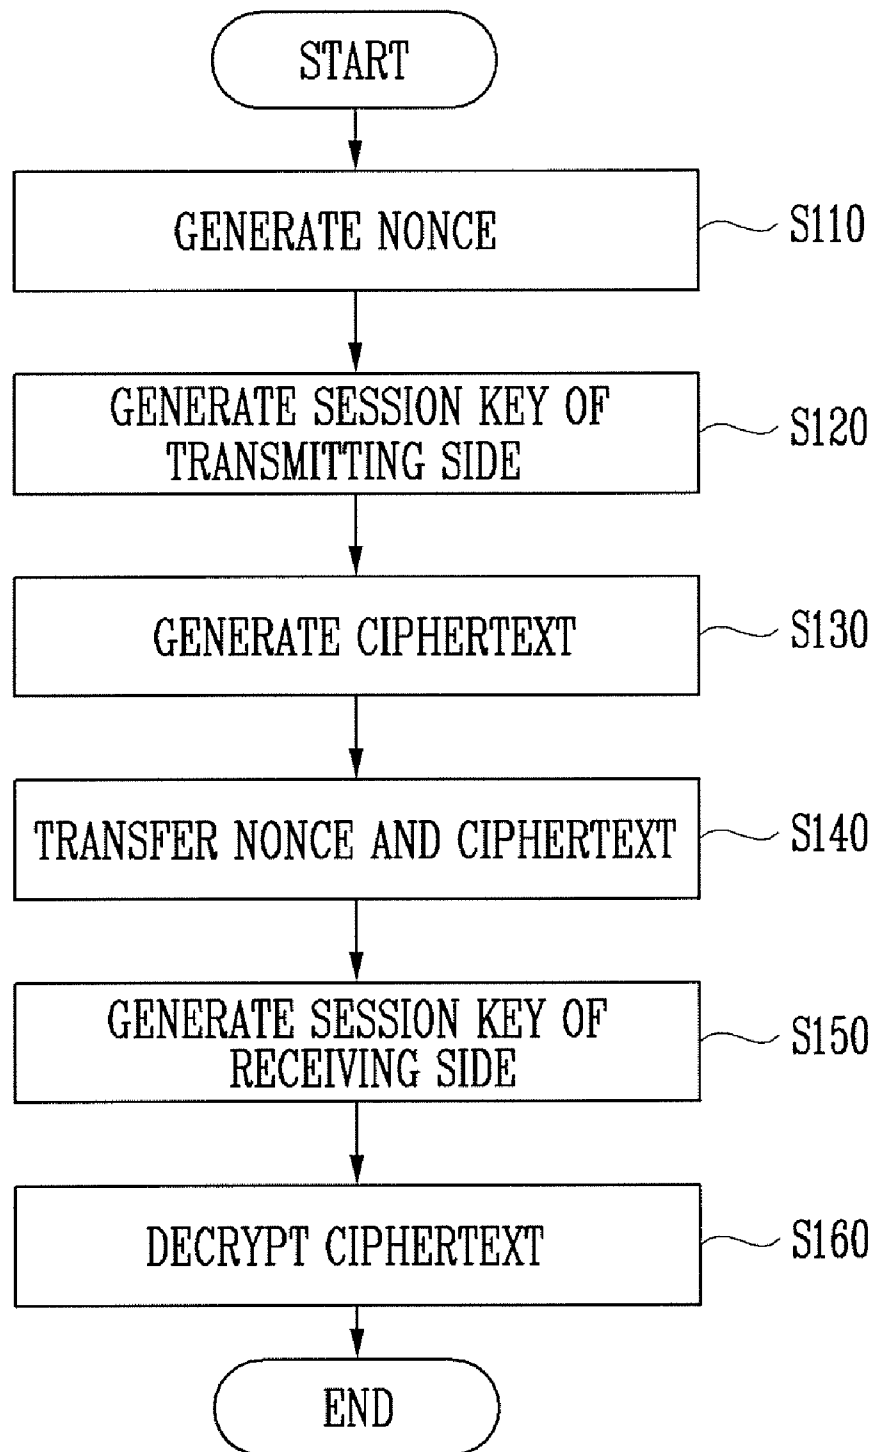 START
GENERATE NONCE
S110
GENERATE SESSION KEY OF
TRANSMITTING SIDE
S120
GENERATE CIPHERTEXT
S130
TRANSFER NONCE AND CIPHERTEXT
S140
GENERATE SESSION KEY OF
RECEIVING SIDE
S150
DECRYPT CIPHERTEXT
S160
END